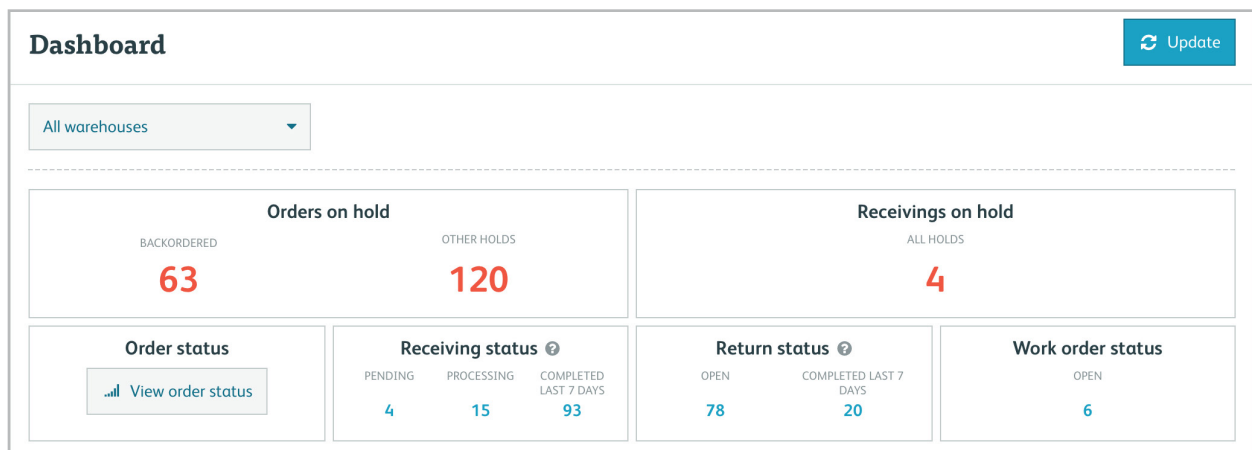 Dashboard
Update
All warehouses
Orders on hold
BACKORDERED
63
OTHER HOLDS
120
Receivings on hold
ALL HOLDS
4
Order status
View order status
Receiving status
PENDING
4
PROCESSING
15
COMPLETED
LAST 7 DAYS
93
Return status
OPEN
78
COMPLETED LAST 7
DAYS
20
Work order status
OPEN
6